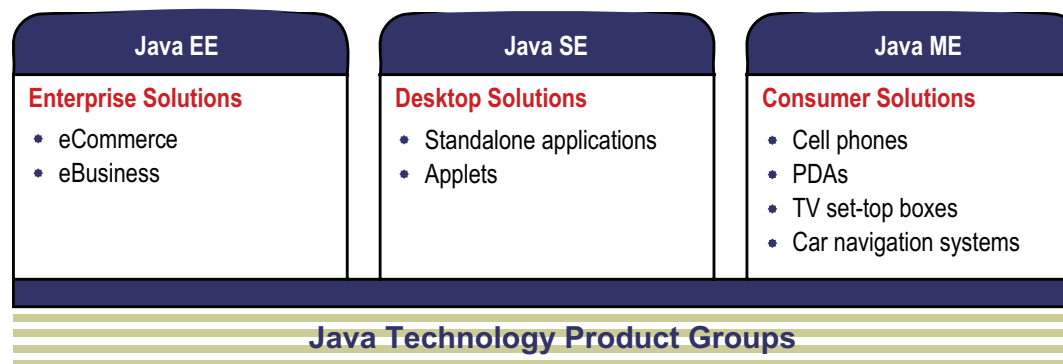 Java EE
Enterprise Solutions
eCommerce
eBusiness
Java SE
Desktop Solutions
Standalone applications
Applets
Java ME
Consumer Solutions
Cell phones
PDAs
TV set-top boxes
Car navigation systems
Java Technology Product Groups